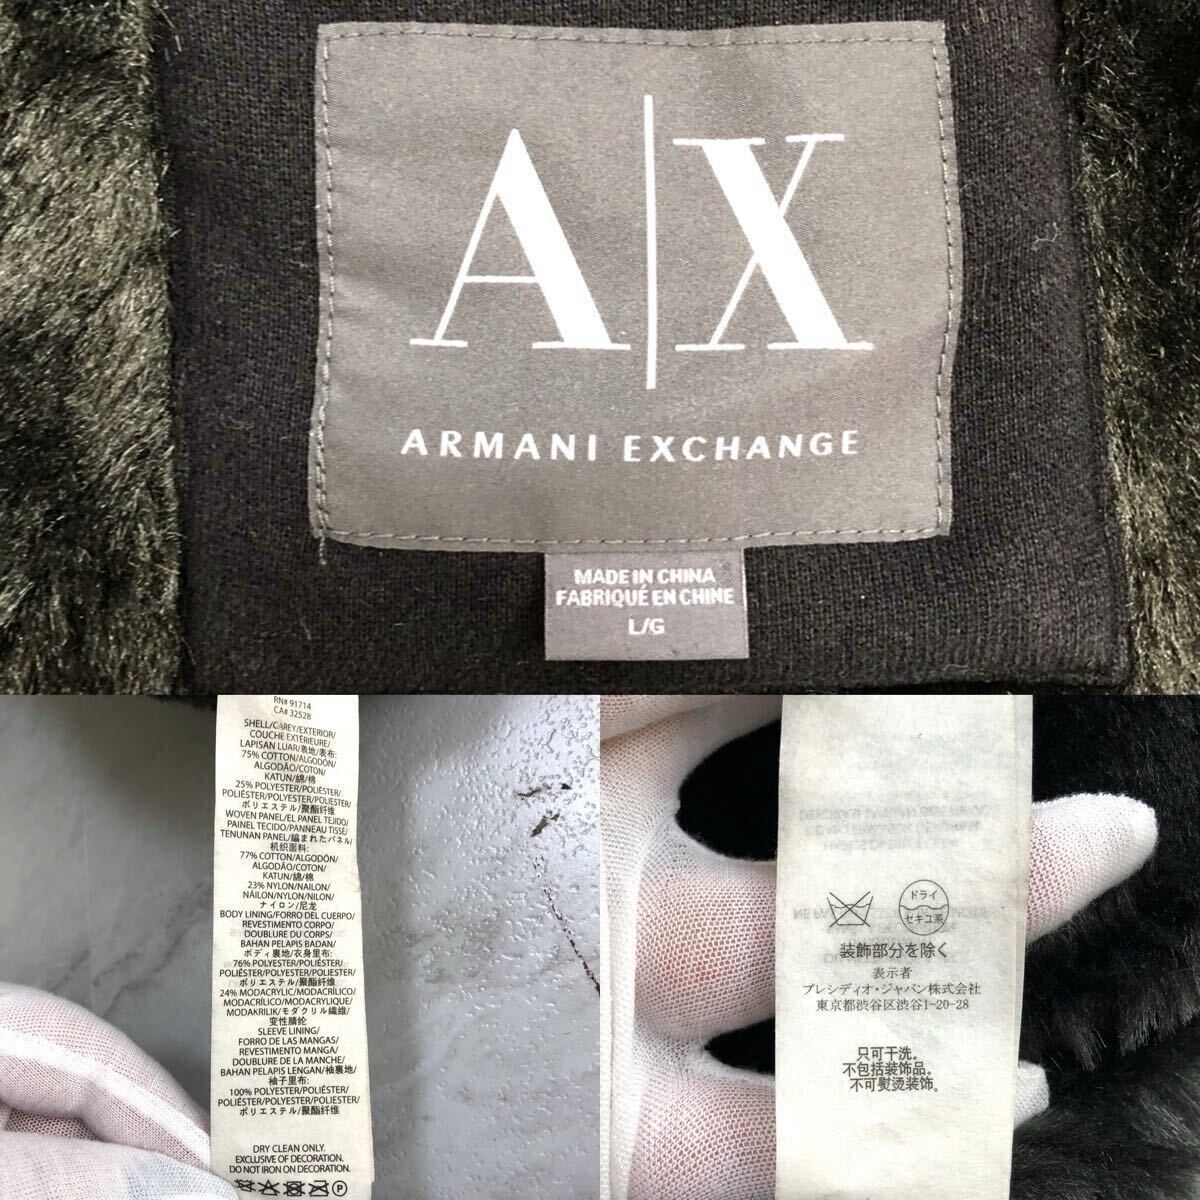 A|X
ARMANI EXCHANGE
MADE IN CHINA
FABRIQUÉ EN CHINE
L/G
RN# 91714
CA# 32528
SHELL/CAREY/EXTERIOR/
COUCHE EXTÉRIEURE/
LAPISAN LUAR/表地/表布:
75% COTTON/ALGODÓN/
ALGODÃO/COTON/
KATUN/綿/棉
25% POLYESTER/POLIÉSTER/
POLIÉSTER/POLYESTER/POLIESTER/
ポリエステル/聚酯纤维
WOVEN PANEL/EL PANEL TEJIDO/
PAINEL TECIDO/PANNEAU TISSÉ/
TENUNAN PANEL/編まれたパネル/
机织面料:
77% COTTON/ALGODÓN/
ALGODÃO/COTON/
KATUN/綿/棉
23% NYLON/NAILON/
NÁILON/NYLON/NILON/
ナイロン/尼龙
BODY LINING/FORRO DEL CUERPO/
REVESTIMENTO CORPO/
DOUBLURE DU CORPS/
BAHAN PELAPIS BADAN/
ボディ裏地/衣身里布:
76% POLYESTER/POLIÉSTER/
POLIÉSTER/POLYESTER/POLIESTER/
ポリエステル/聚酯纤维
24% MODACRYLIC/MODACRÍLICO/
MODACRÍLICO/MODACRYLIQUE/
MODAKRILIK/モダクリル繊維/
变性腈纶
SLEEVE LINING/
FORRO DE LAS MANGAS/
REVESTIMENTO MANGA/
DOUBLURE DE LA MANCHE/
BAHAN PELAPIS LENGAN/袖裏地/
袖子里布:
100% POLYESTER/POLIÉSTER/
POLIÉSTER/POLYESTER/POLIESTER/
ポリエステル/聚酯纤维
DRY CLEAN ONLY.
EXCLUSIVE OF DECORATION.
DO NOT IRON ON DECORATION.
P
ドライ
セキユ系
装飾部分を除く
表示者
プレシディオ・ジャパン株式会社
東京都渋谷区渋谷1-20-28
只可干洗。
不包括装饰品。
不可熨烫装饰。